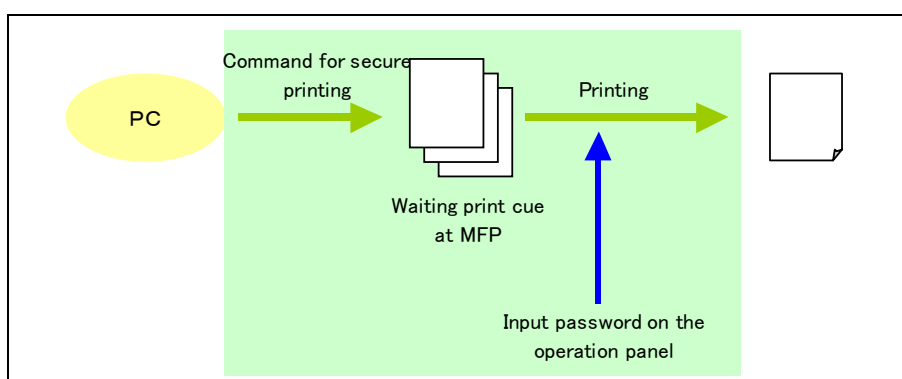 PC
Command for secure
printing
Waiting print cue
at MFP
Printing
Input password on the
operation panel